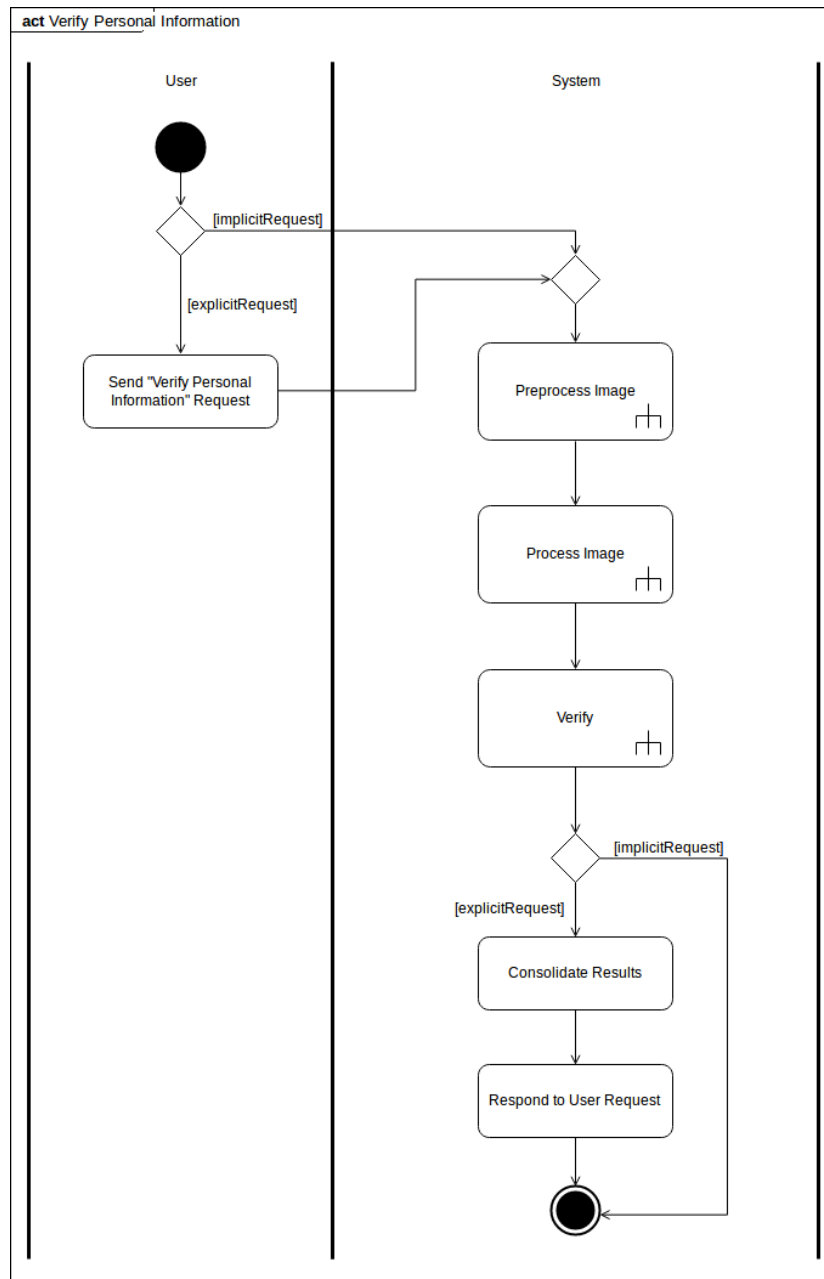 act Verify Personal Information
User
System
[implicitRequest]
[explicitRequest]
Send "Verify Personal
Information" Request
Preprocess Image
Process Image
Verify
[implicitRequest]
[explicitRequest]
Consolidate Results
Respond to User Request